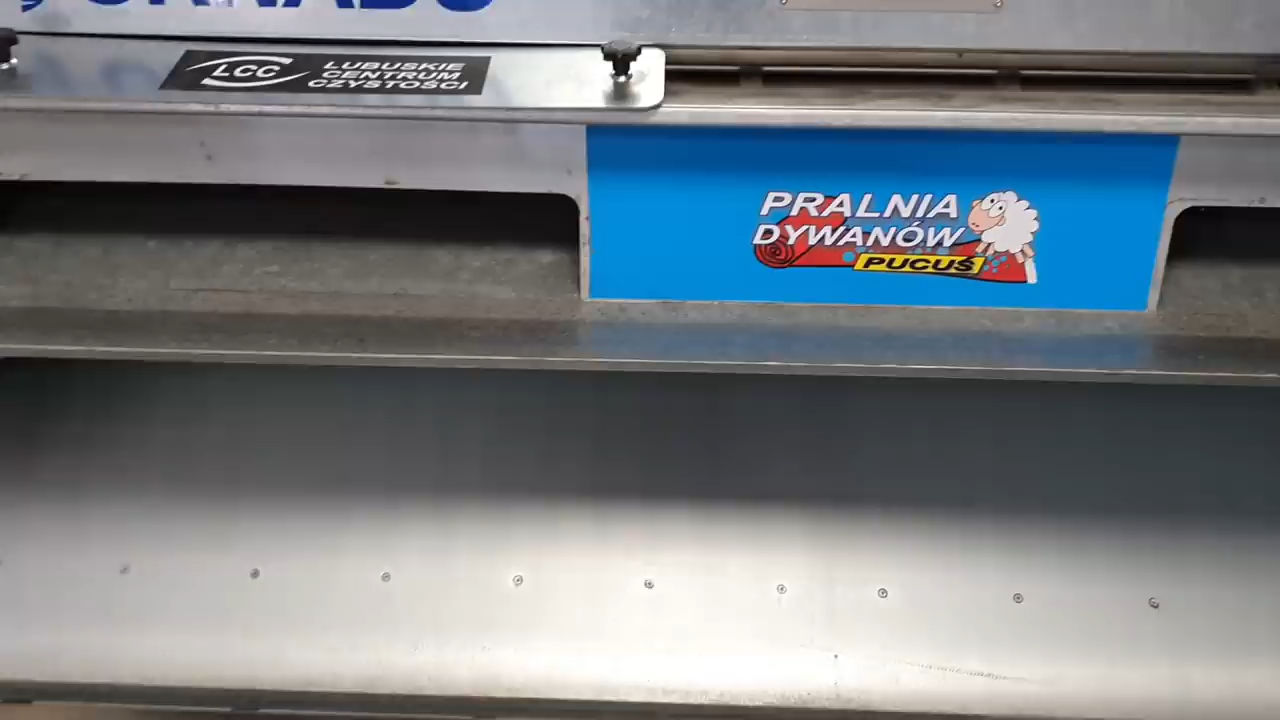 LCC
LUBUSKIE
CENTRUM
CZYSTOŚCI
PRALNIA
DYWANÓW
PUCUŚ